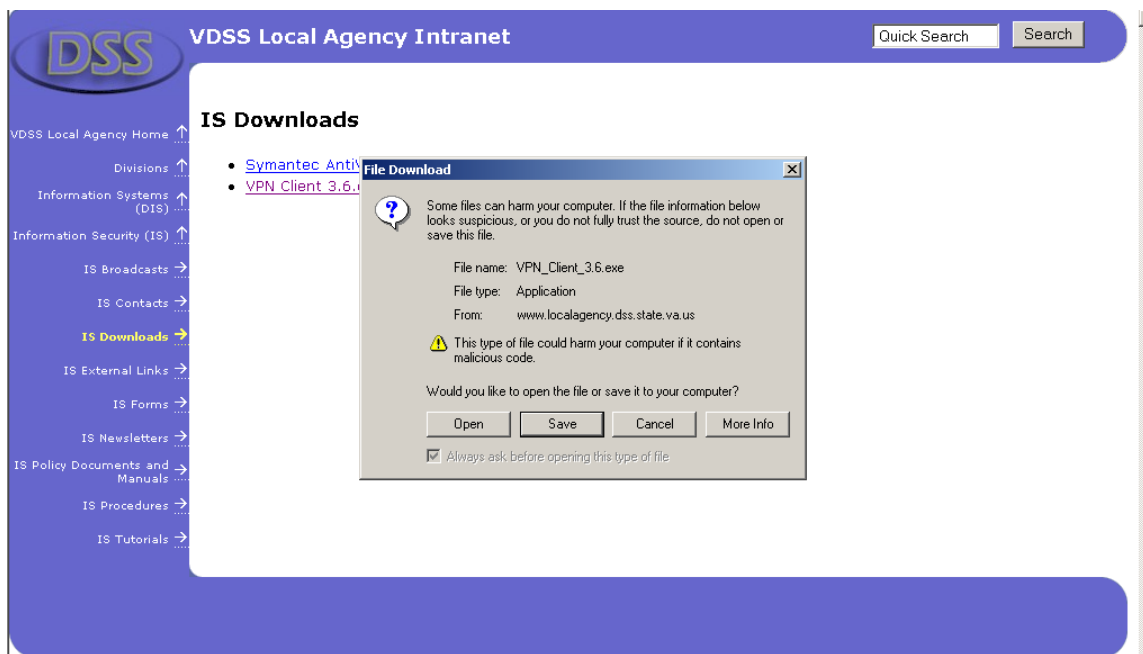 DSS
VDSS Local Agency Intranet
Quick Search
Search
VDSS Local Agency Home
Divisions
Information Systems
(DIS)
Information Security (IS)
IS Broadcasts
IS Contacts
IS Downloads
IS External Links
IS Forms
IS Newsletters
IS Policy Documents and
Manuals
IS Procedures
IS Tutorials
IS Downloads
Symantec Anti
VPN Client 3.6.
File Download
Some files can harm your computer. If the file information below
looks suspicious, or you do not fully trust the source, do not open or
save this file.
File name: VPN_Client_3.6.exe
File type: Application
From: www.localagency.dss.state.va.us
This type of file could harm your computer if it contains
malicious code.
Would you like to open the file or save it to your computer?
Open Save Cancel More Info
Always ask before opening this type of file